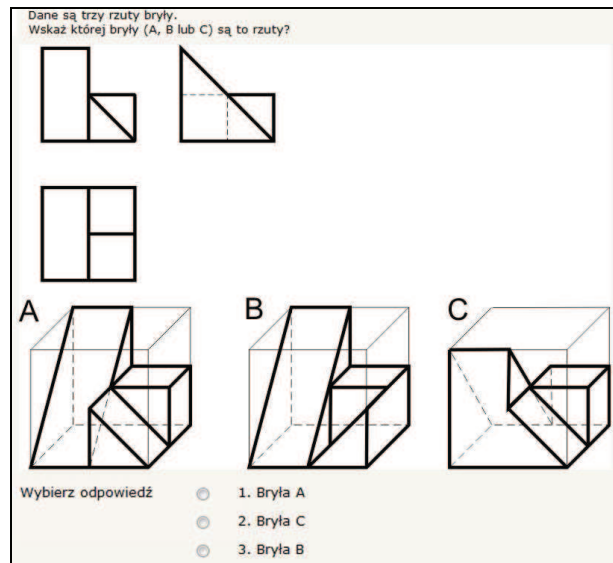 Dane są trzy rzuty bryły.
Wskaż której bryły (A, B lub C) są to rzuty?
A
B
C
Wybierz odpowiedź
1. Bryła A
2. Bryła C
3. Bryła B